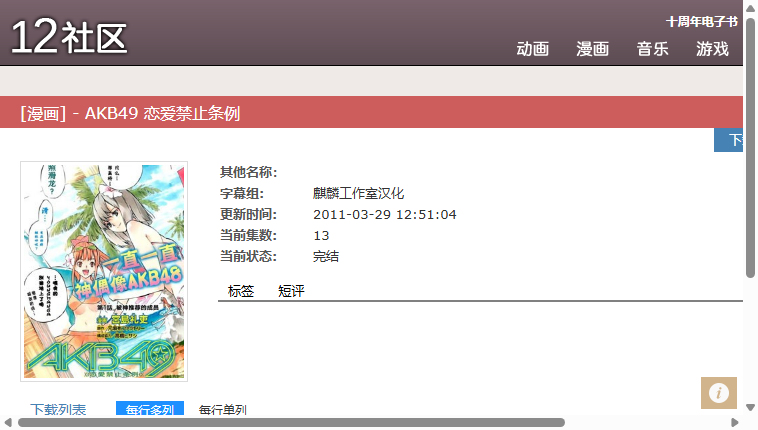 12社区
十周年电子书
动画 漫画 音乐 游戏
[漫画] - AKB49 恋爱禁止条例
其他名称：
字幕组： 麒麟工作室汉化
更新时间： 2011-03-29 12:51:04
当前集数： 13
当前状态： 完结
标签 短评
一直一直
神偶像AKB48
AKB49
下载列表 每行多列 每行单列